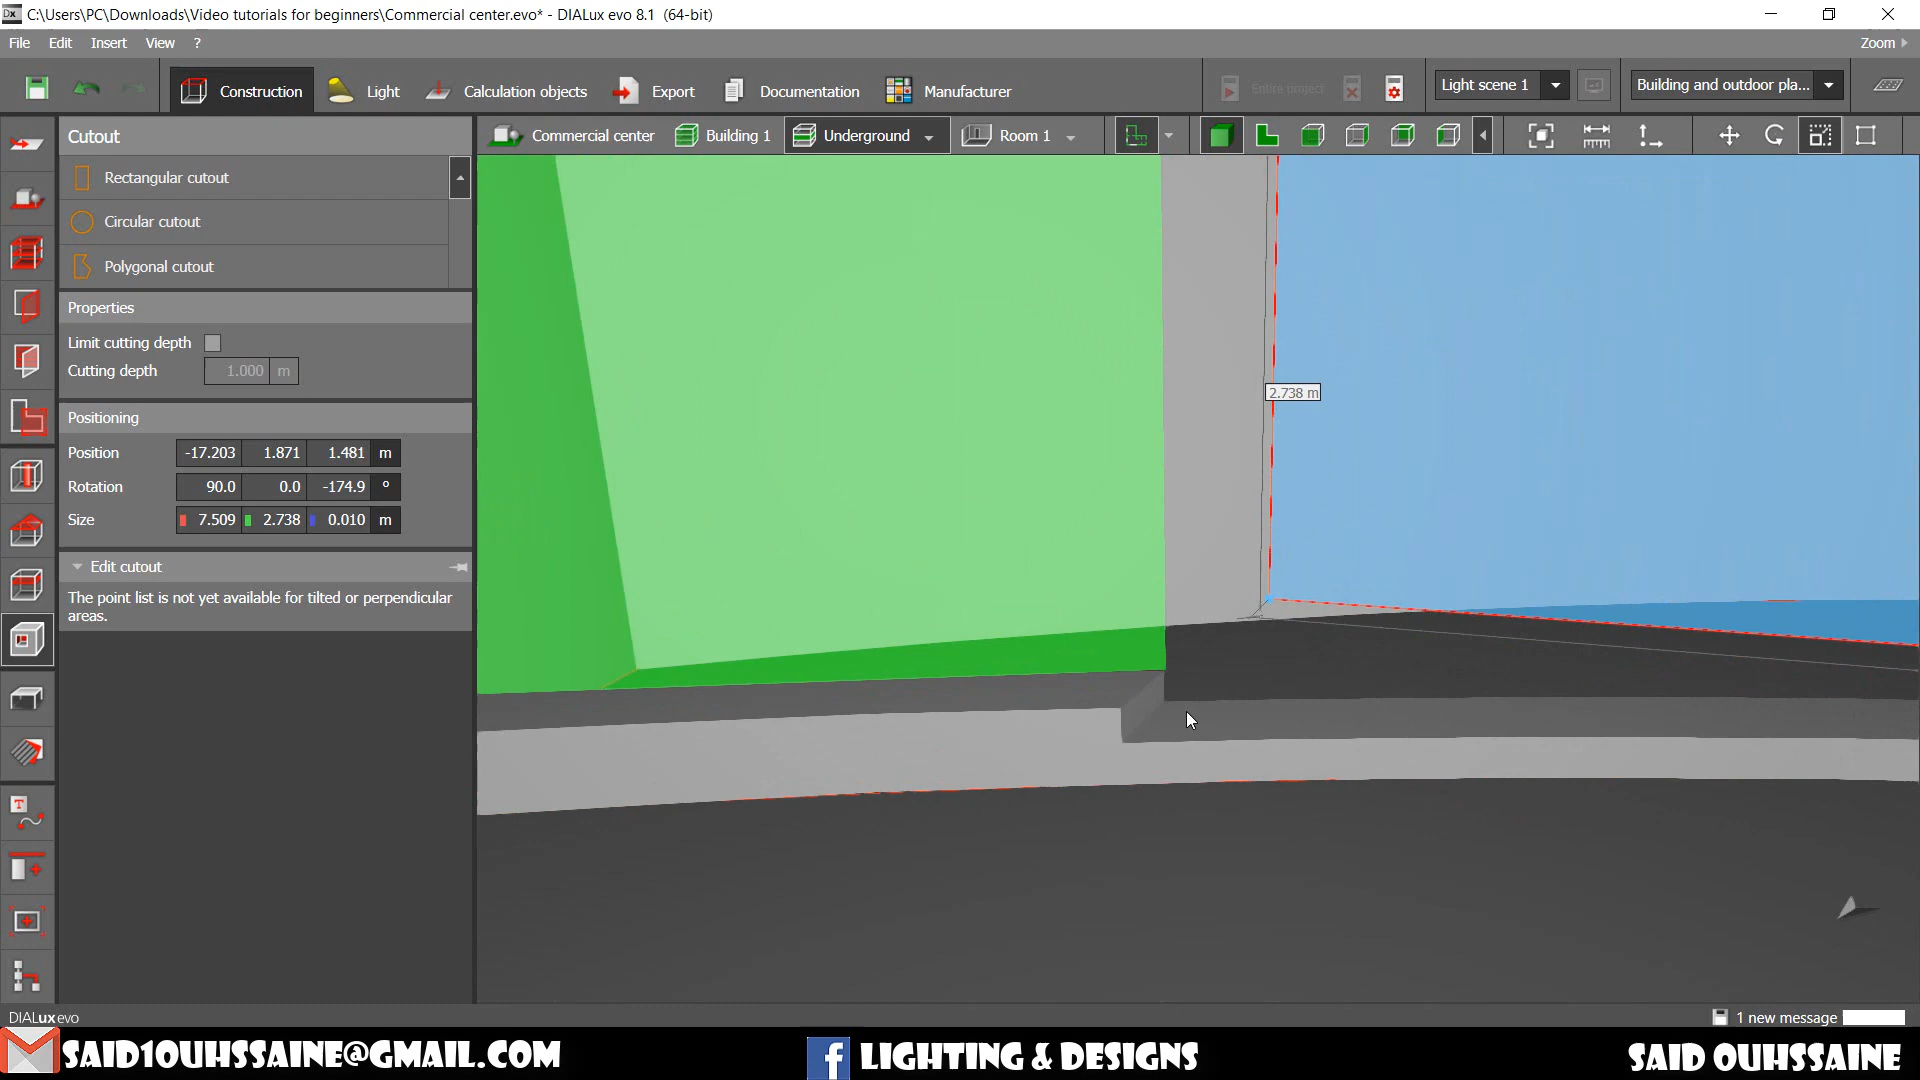 C:\Users\PC\Downloads\Video tutorials for beginners\Commercial center.evo* - DIALux evo 8.1 (64-bit)
File Edit Insert View ? Zoom
Construction Light Calculation objects Export Documentation Manufacturer Entire project Light scene 1 Building and outdoor pla...
Cutout
Commercial center Building 1 Underground Room 1
Rectangular cutout
Circular cutout
Polygonal cutout
Properties
Limit cutting depth
Cutting depth 1.000 m
2.738 m
Positioning
Position -17.203 1.871 1.481 m
Rotation 90.0 0.0 -174.9 °
Size 7.509 2.738 0.010 m
Edit cutout
The point list is not yet available for tilted or perpendicular
areas.
DIALux evo
1 new message
SAID1OUHSSAINE@GMAIL.COM
LIGHTING & DESIGNS
SAID OUHSSAINE